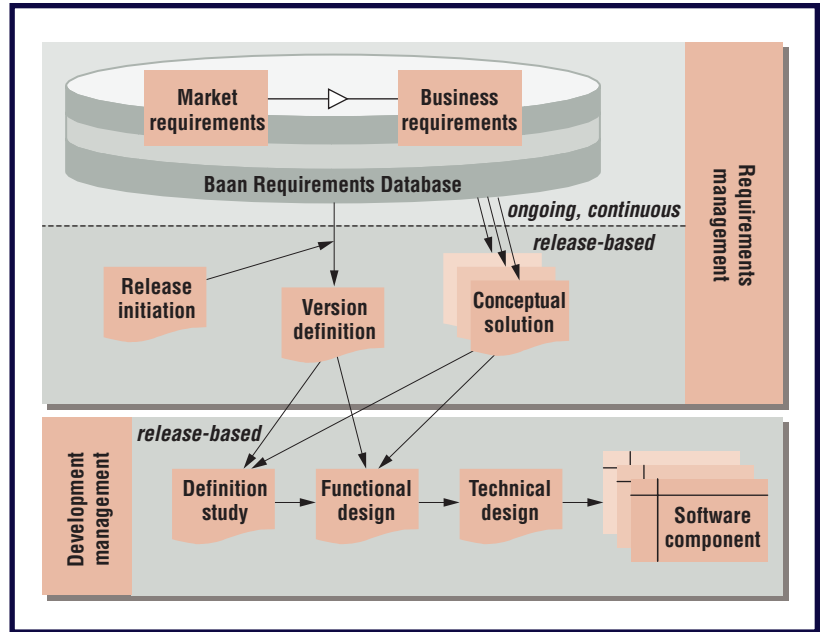 Market
requirements
Business
requirements
Baan Requirements Database
ongoing, continuous
release-based
Requirements
management
Release
initiation
Version
definition
Conceptual
solution
release-based
Development
management
Definition
study
Functional
design
Technical
design
Software
component